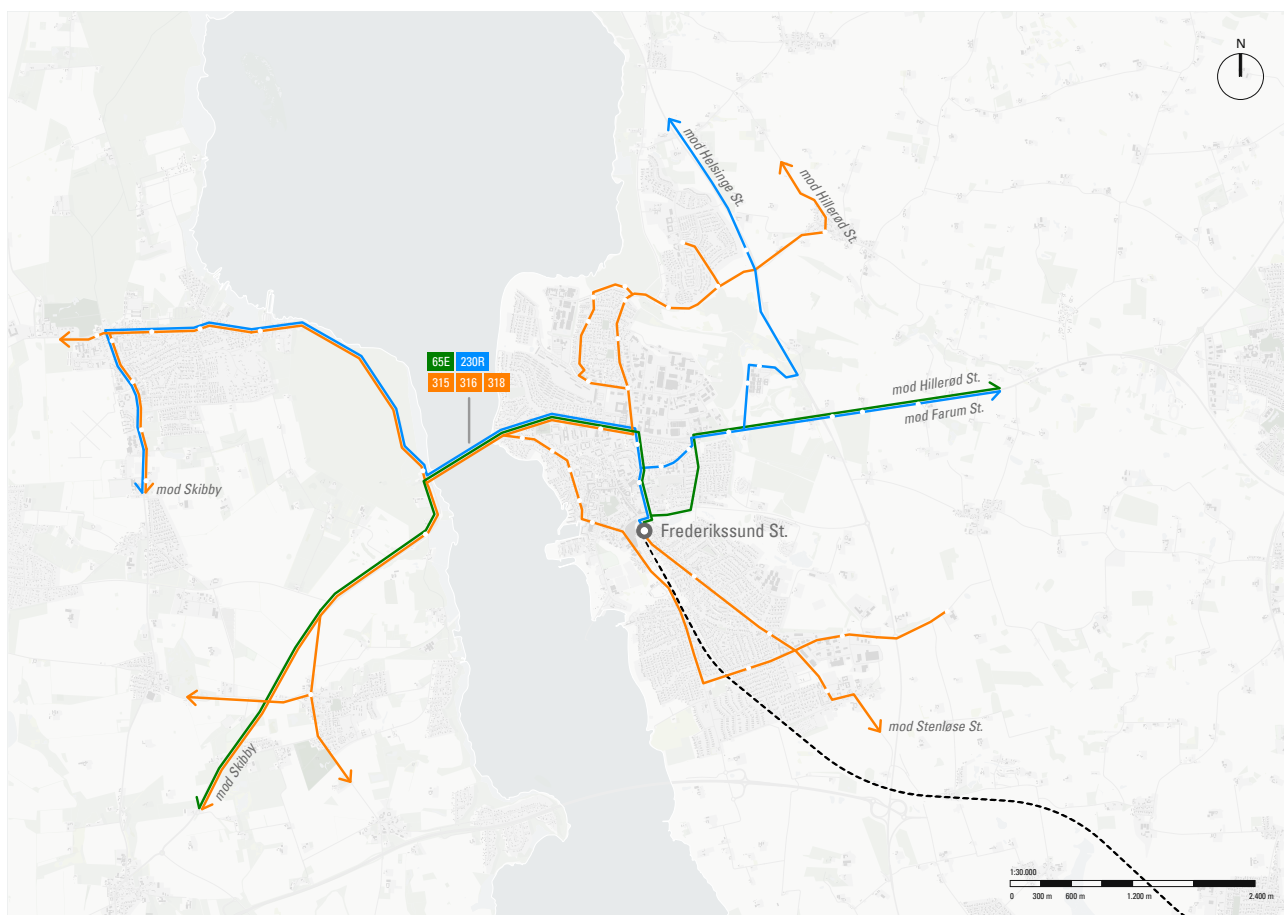 N
mod Helsinge St.
mod Hillerød St.
65E 230R
315 316 318
mod Hillerød St.
mod Farum St.
mod Skibby
Frederikssund St.
mod Stenløse St.
mod Skibby
1:30.000
0 300 m 600 m 1.200 m 2.400 m